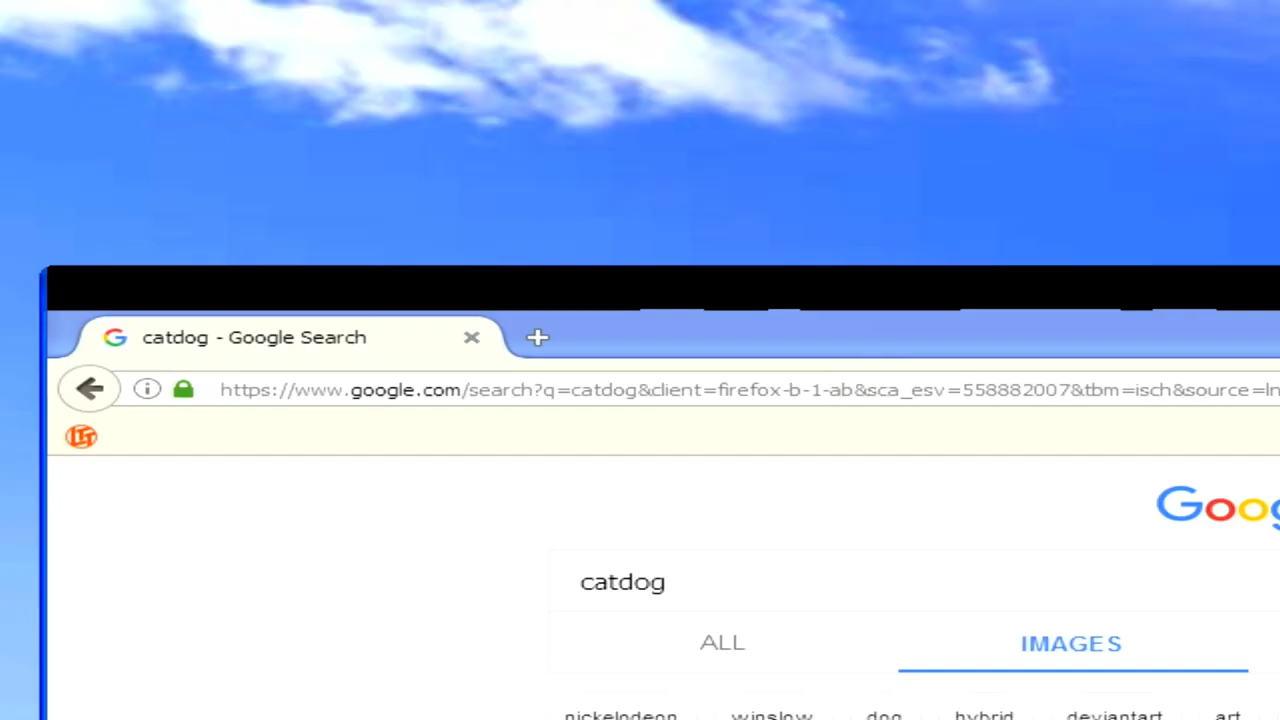 catdog - Google Search
https://www.google.com/search?q=catdog&client=firefox-b-1-ab&sca_esv=558882007&tbm=isch&source=ln
LTT
Goog
catdog
ALL IMAGES
nickelodeon winslow dog hybrid deviantart art